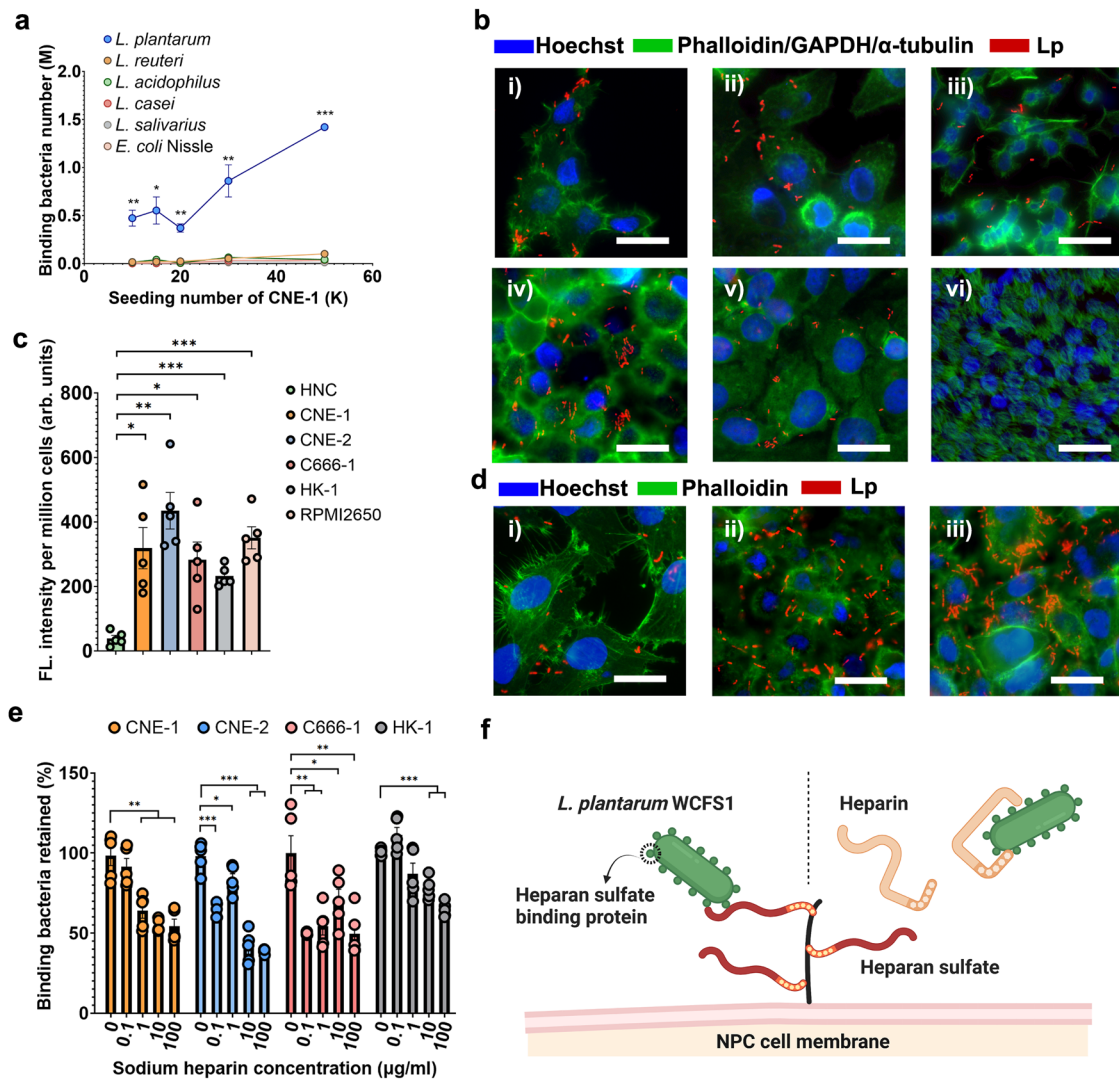 a
L. plantarum
L. reuteri
L. acidophilus
L. casei
L. salivarius
E. coli Nissle
Binding bacteria number (M)
2.0
1.5
1.0
0.5
0.0
**
*
**
**
***
0
20
40
60
Seeding number of CNE-1 (K)
b
Hoechst
Phalloidin/GAPDH/α-tubulin
Lp
i)
ii)
iii)
iv)
v)
vi)
c
FL. intensity per million cells (arb. units)
800
600
400
200
0
***
***
*
**
*
HNC
CNE-1
CNE-2
C666-1
HK-1
RPMI2650
d
Hoechst
Phalloidin
Lp
i)
ii)
iii)
e
CNE-1
CNE-2
C666-1
HK-1
Binding bacteria retained (%)
150
100
50
0
**
***
*
***
**
*
**
***
0 0.1 1 10 100
0 0.1 1 10 100
0 0.1 1 10 100
0 0.1 1 10 100
Sodium heparin concentration (µg/ml)
f
L. plantarum WCFS1
Heparin
Heparan sulfate
binding protein
Heparan sulfate
NPC cell membrane